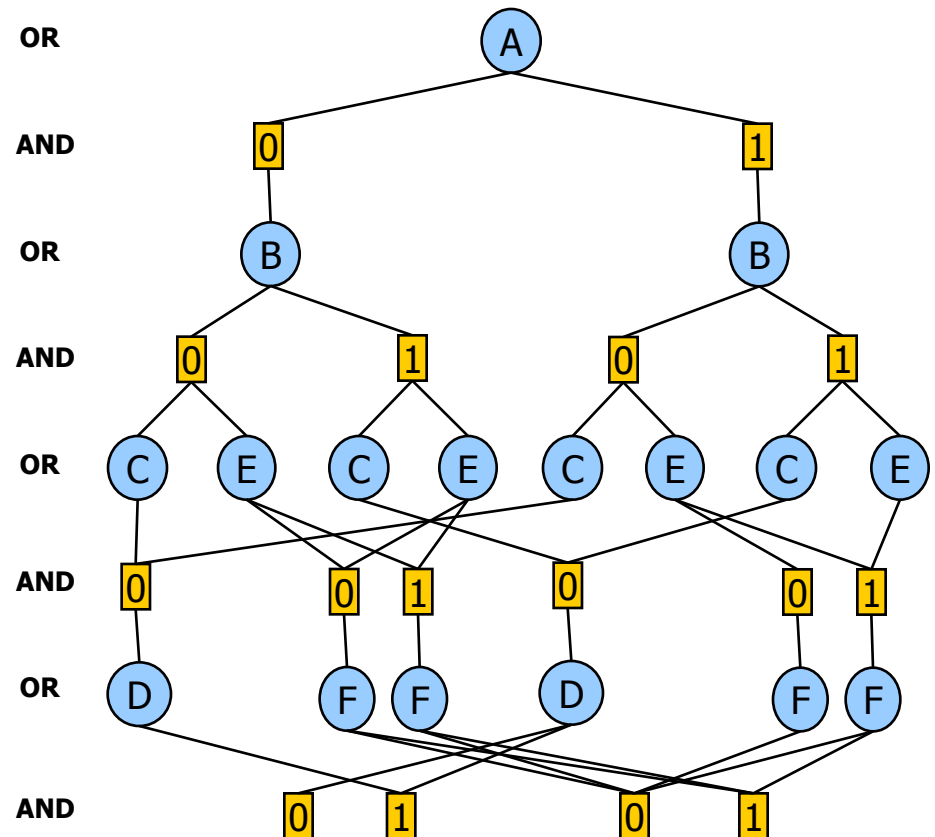 OR A
AND 0 1
OR B B
AND 0 1 0 1
OR C E C E C E C E
AND 0 0 1 0 0 1
OR D F F D F F
AND 0 1 0 1